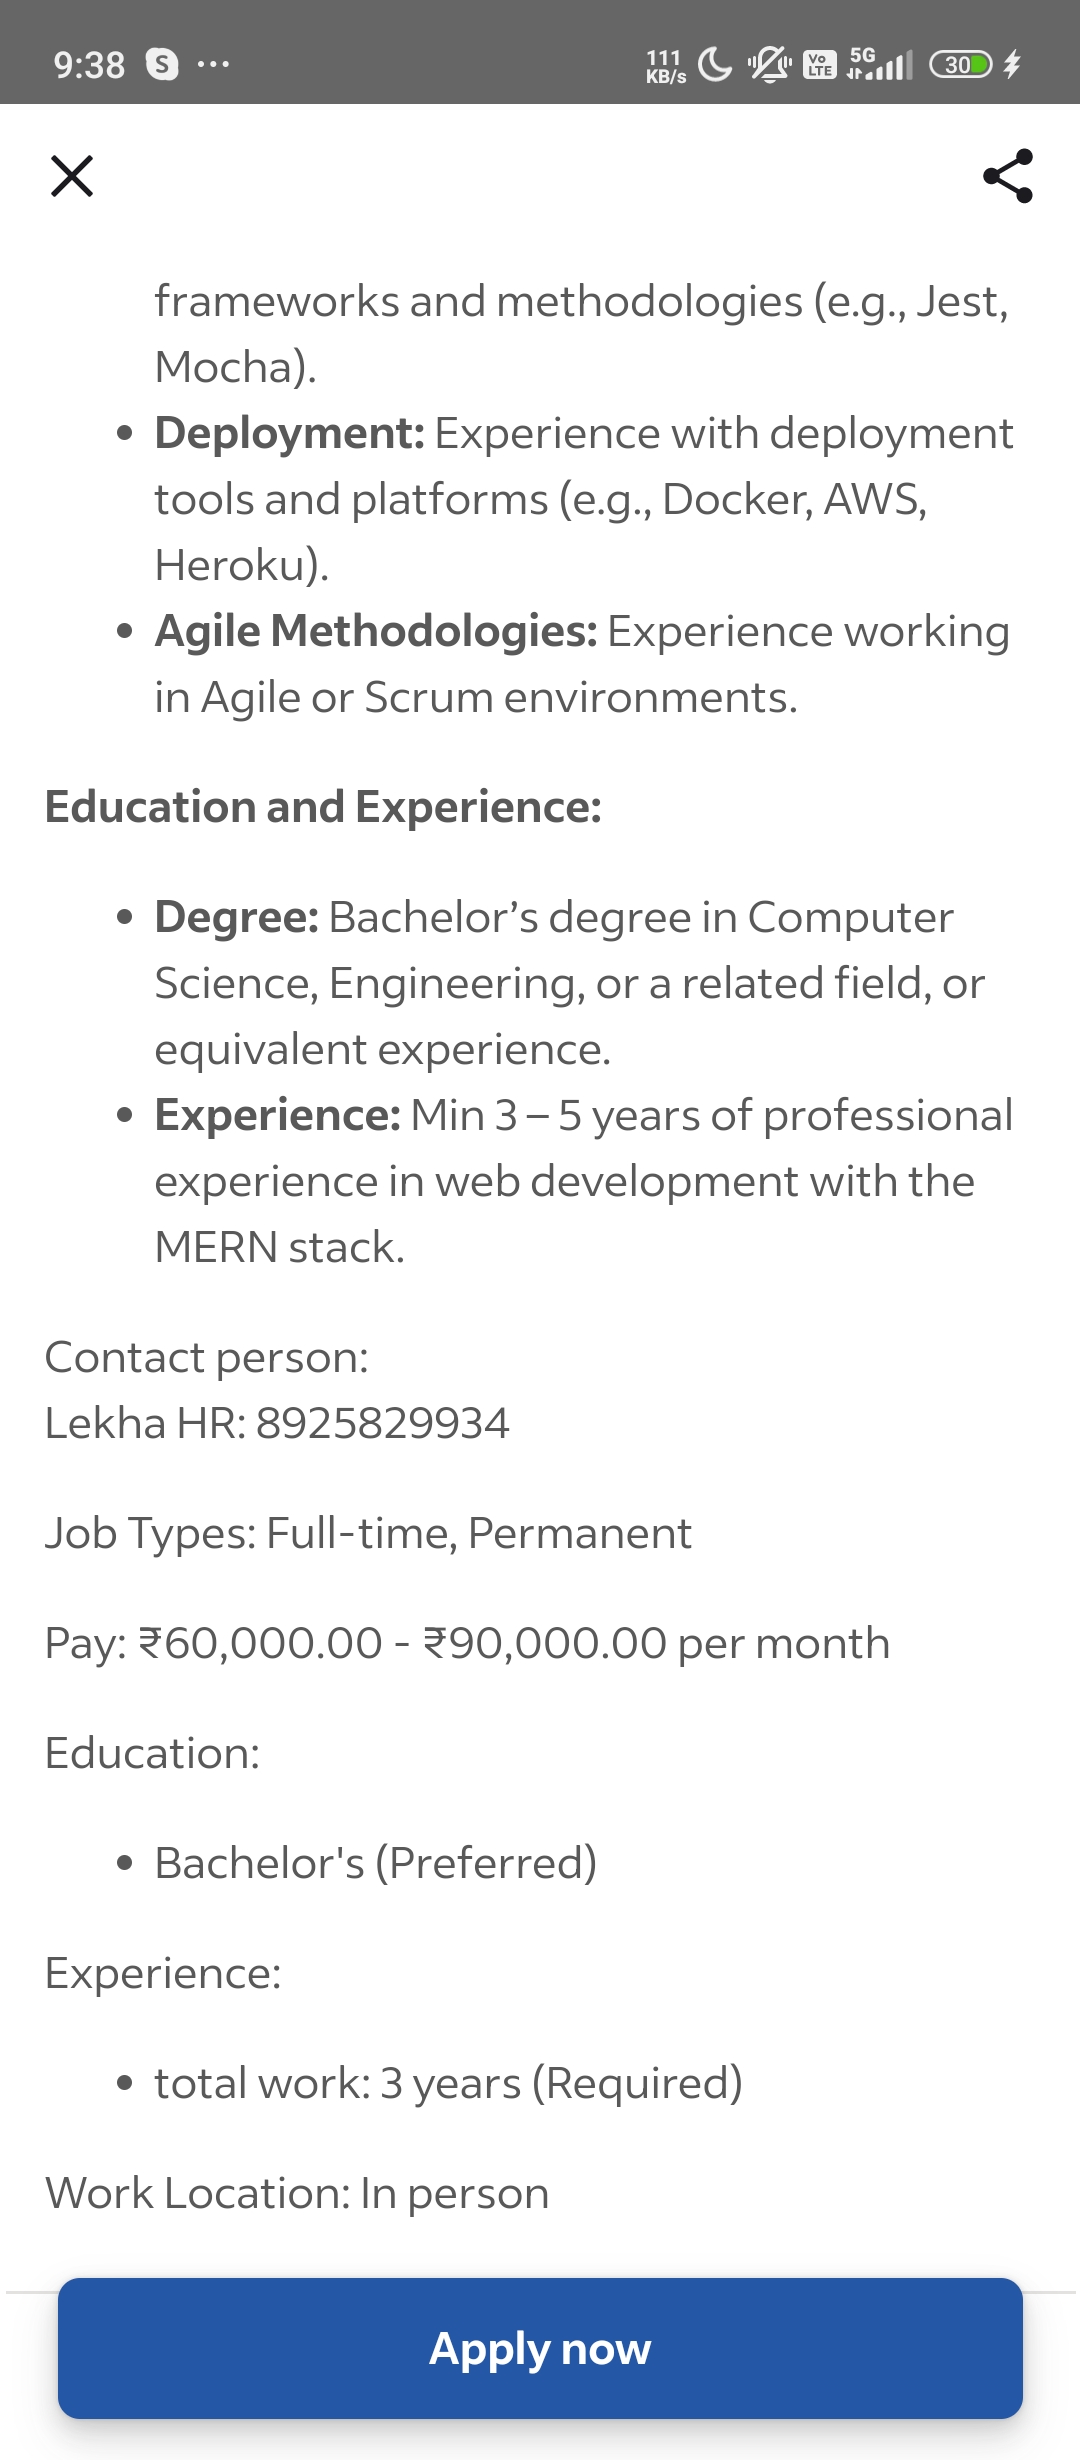 9:38 S ...
111 KB/s Vo LTE 5G 30
frameworks and methodologies (e.g., Jest,
Mocha).
• Deployment: Experience with deployment
tools and platforms (e.g., Docker, AWS,
Heroku).
• Agile Methodologies: Experience working
in Agile or Scrum environments.
Education and Experience:
• Degree: Bachelor’s degree in Computer
Science, Engineering, or a related field, or
equivalent experience.
• Experience: Min 3 – 5 years of professional
experience in web development with the
MERN stack.
Contact person:
Lekha HR: 8925829934
Job Types: Full-time, Permanent
Pay: ₹60,000.00 - ₹90,000.00 per month
Education:
• Bachelor's (Preferred)
Experience:
• total work: 3 years (Required)
Work Location: In person
Apply now